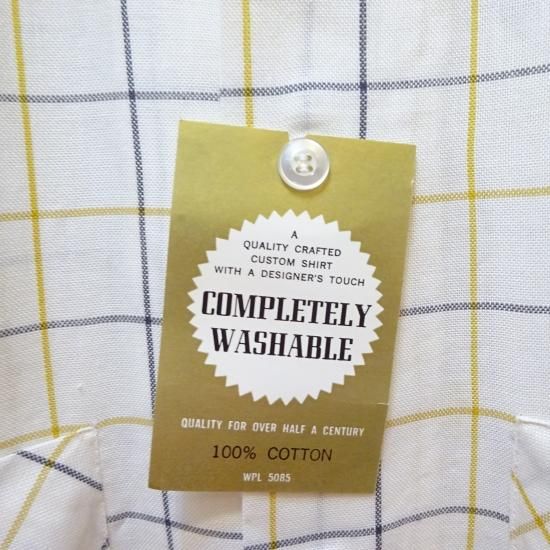 A
QUALITY CRAFTED
CUSTOM SHIRT
WITH A DESIGNER'S TOUCH
COMPLETELY
WASHABLE
QUALITY FOR OVER HALF A CENTURY
100% COTTON
WPL 5085